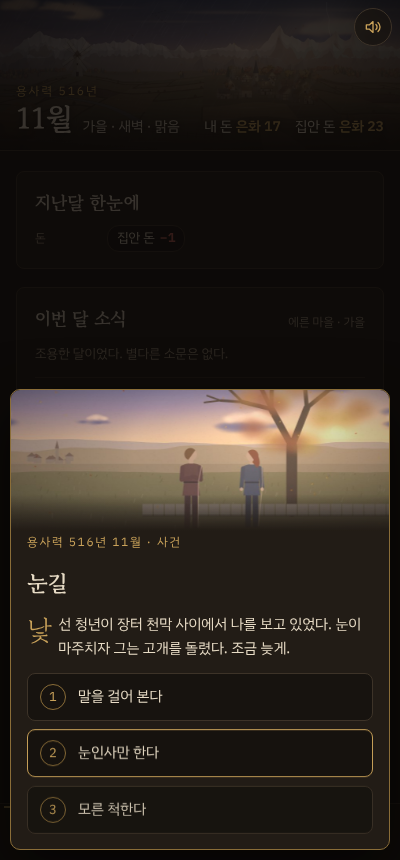 용사력 516년
11월 가을 · 새벽 · 맑음 내 돈 은화 17 집안 돈 은화 23
지난달 한눈에
돈 집안 돈 −1
이번 달 소식 에른 마을 · 가을
조용한 달이었다. 별다른 소문은 없다.
용사력 516년 11월 · 사건
눈길
낯선 청년이 장터 천막 사이에서 나를 보고 있었다. 눈이
마주치자 그는 고개를 돌렸다. 조금 늦게.
1 말을 걸어 본다
2 눈인사만 한다
3 모른 척한다